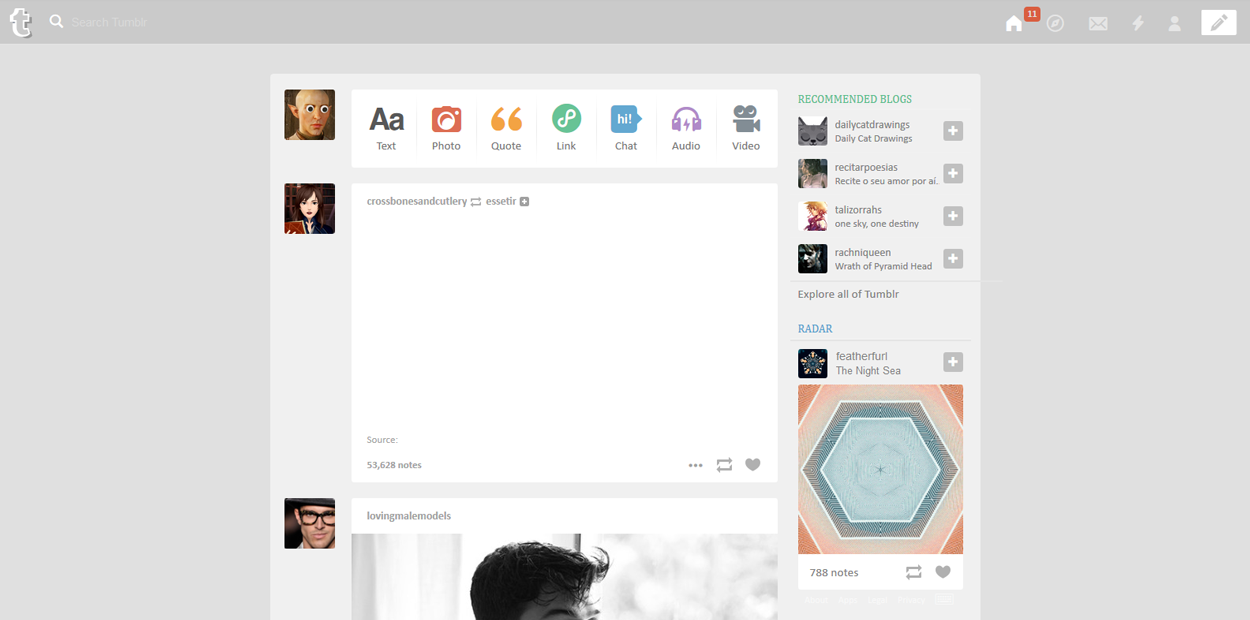 t
Search Tumblr
11
Aa
hi!
Text Photo Quote Link Chat Audio Video
crossbonesandcutlery essetir
Source:
53,628 notes
lovingmalemodels
RECOMMENDED BLOGS
dailycatdrawings
Daily Cat Drawings
recitarpoesias
Recite o seu amor por aí..
talizorrahs
one sky, one destiny
rachniqueen
Wrath of Pyramid Head
Explore all of Tumblr
RADAR
featherfurl
The Night Sea
788 notes
About Apps Legal Privacy